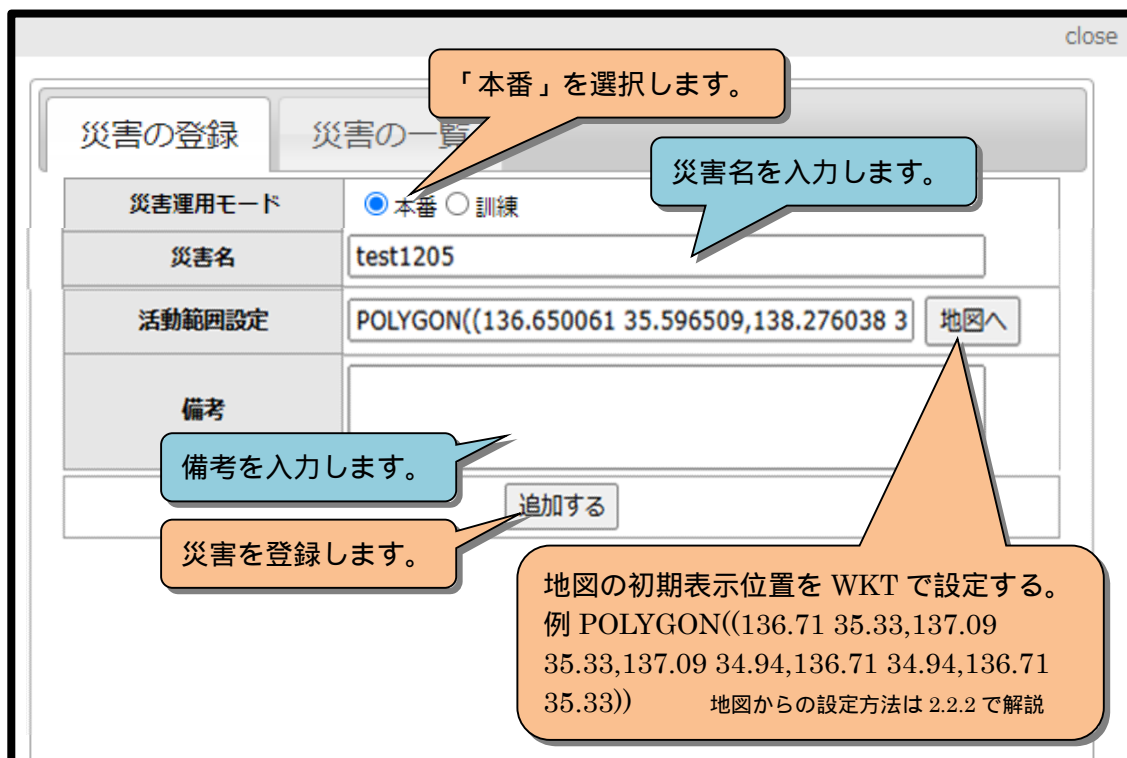 close
「本番」を選択します。
災害の登録
災害の一覧
災害名を入力します。
災害運用モード
本番 訓練
災害名
test1205
活動範囲設定
POLYGON((136.650061 35.596509,138.276038 3
地図へ
備考
備考を入力します。
追加する
災害を登録します。
地図の初期表示位置を WKT で設定する。
例 POLYGON((136.71 35.33,137.09
35.33,137.09 34.94,136.71 34.94,136.71
35.33)) 地図からの設定方法は 2.2.2 で解説